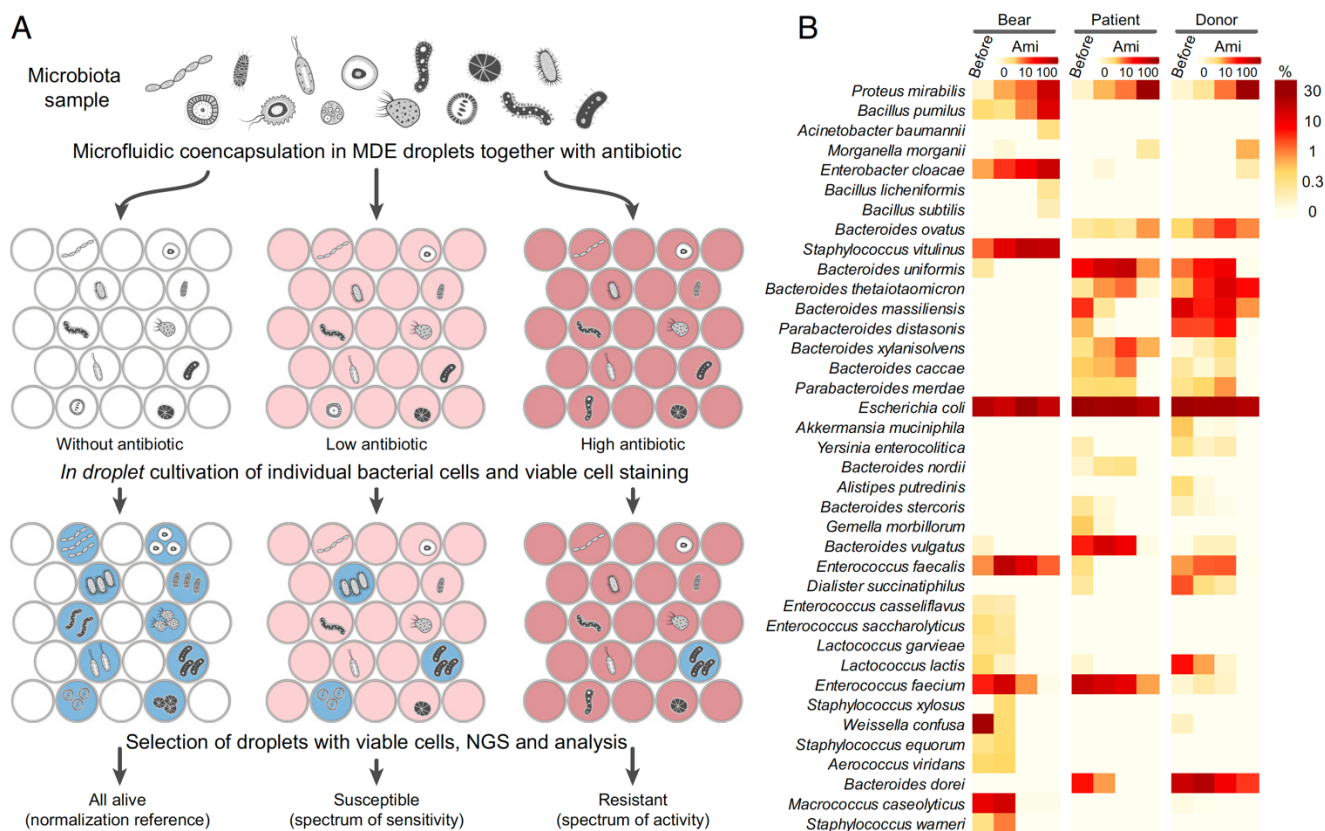 A
Microbiota
sample
Microfluidic coencapsulation in MDE droplets together with antibiotic
Without antibiotic
Low antibiotic
High antibiotic
In droplet cultivation of individual bacterial cells and viable cell staining
Selection of droplets with viable cells, NGS and analysis
All alive
(normalization reference)
Susceptible
(spectrum of sensitivity)
Resistant
(spectrum of activity)
B
Bear
Patient
Donor
Before
Ami
0 10 100
Before
Ami
0 10 100
Before
Ami
0 10 100
%
30
10
1
0.3
0
Proteus mirabilis
Bacillus pumilus
Acinetobacter baumannii
Morganella morganii
Enterobacter cloacae
Bacillus licheniformis
Bacillus subtilis
Bacteroides ovatus
Staphylococcus vitulinus
Bacteroides uniformis
Bacteroides thetaiotaomicron
Bacteroides massiliensis
Parabacteroides distasonis
Bacteroides xylanisolvens
Bacteroides caccae
Parabacteroides merdae
Escherichia coli
Akkermansia muciniphila
Yersinia enterocolitica
Bacteroides nordii
Alistipes putredinis
Bacteroides stercoris
Gemella morbillorum
Bacteroides vulgatus
Enterococcus faecalis
Dialister succinatiphilus
Enterococcus casseliflavus
Enterococcus saccharolyticus
Lactococcus garvieae
Lactococcus lactis
Enterococcus faecium
Staphylococcus xylosus
Weissella confusa
Staphylococcus equorum
Aerococcus viridans
Bacteroides dorei
Macrococcus caseolyticus
Staphylococcus warneri